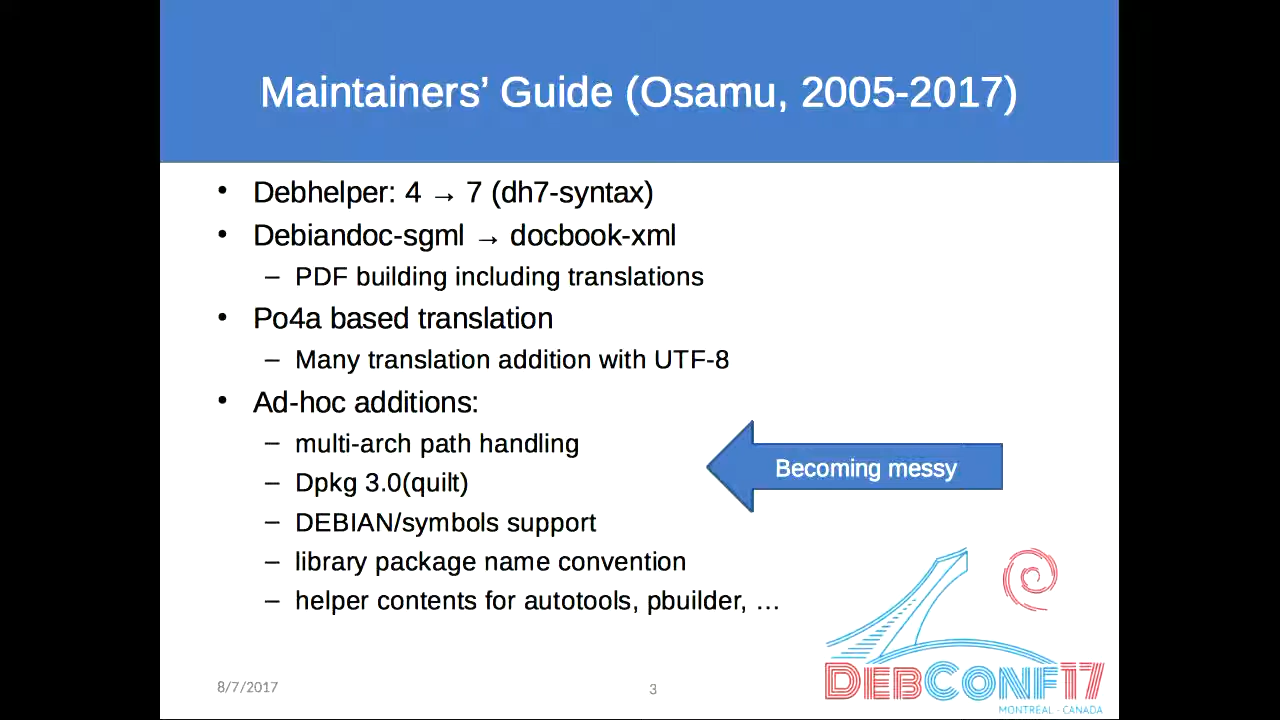 Maintainers’ Guide (Osamu, 2005-2017)
• Debhelper: 4 → 7 (dh7-syntax)
• Debiandoc-sgml → docbook-xml
– PDF building including translations
• Po4a based translation
– Many translation addition with UTF-8
• Ad-hoc additions:
– multi-arch path handling
Becoming messy
– Dpkg 3.0(quilt)
– DEBIAN/symbols support
– library package name convention
– helper contents for autotools, pbuilder, …
8/7/2017
3
DEBCONF17
MONTREAL · CANADA